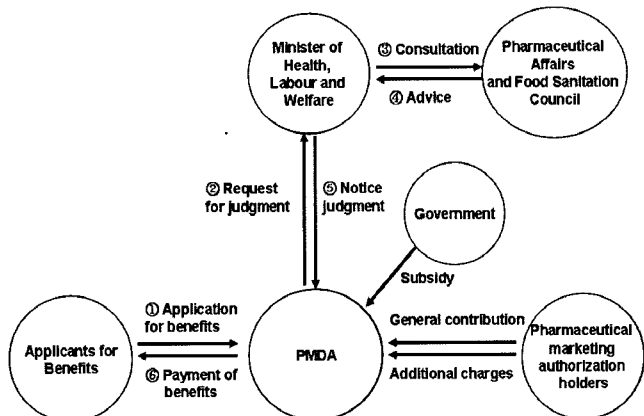 Minister of
Health,
Labour and
Welfare
③ Consultation
④ Advice
Pharmaceutical
Affairs
and Food Sanitation
Council
② Request
for judgment
⑤ Notice
judgment
Government
Subsidy
① Application
for benefits
Applicants for
Benefits
⑥ Payment of
benefits
PMDA
General contribution
Additional charges
Pharmaceutical
marketing
authorization
holders